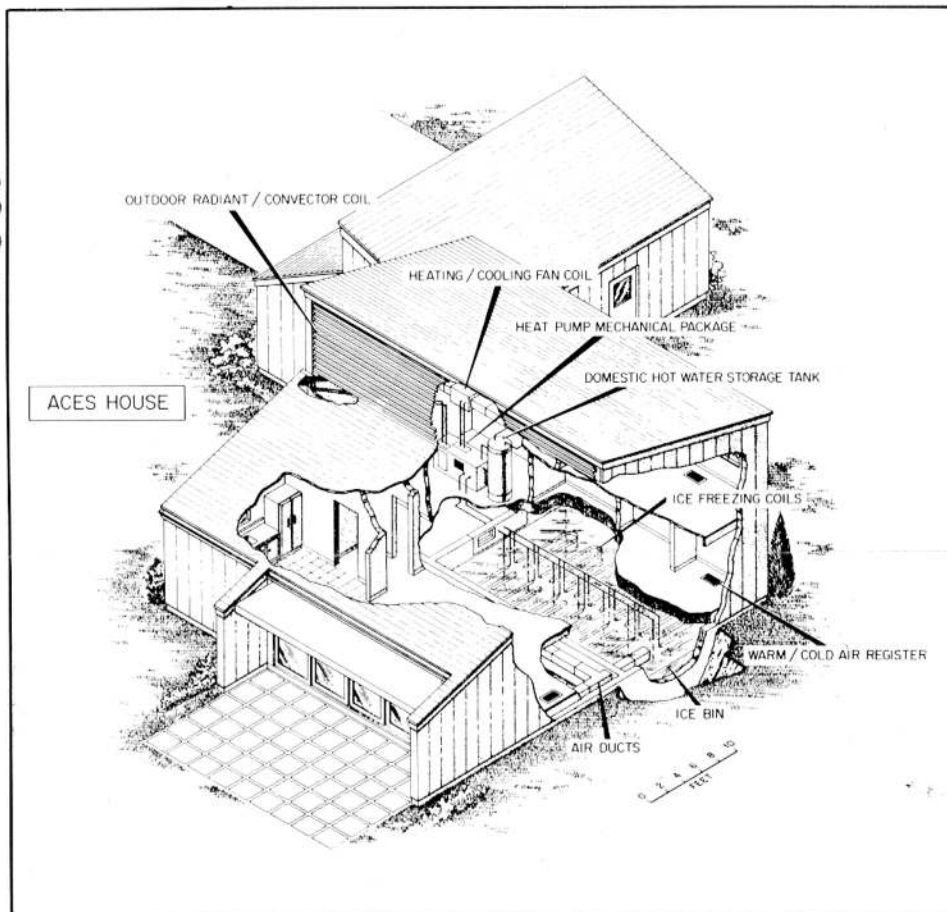 OUTDOOR RADIANT / CONVECTOR COIL
HEATING / COOLING FAN COIL
HEAT PUMP MECHANICAL PACKAGE
DOMESTIC HOT WATER STORAGE TANK
ACES HOUSE
ICE FREEZING COILS
WARM / COLD AIR REGISTER
ICE BIN
AIR DUCTS
0 2 4 6 8 10
FEET